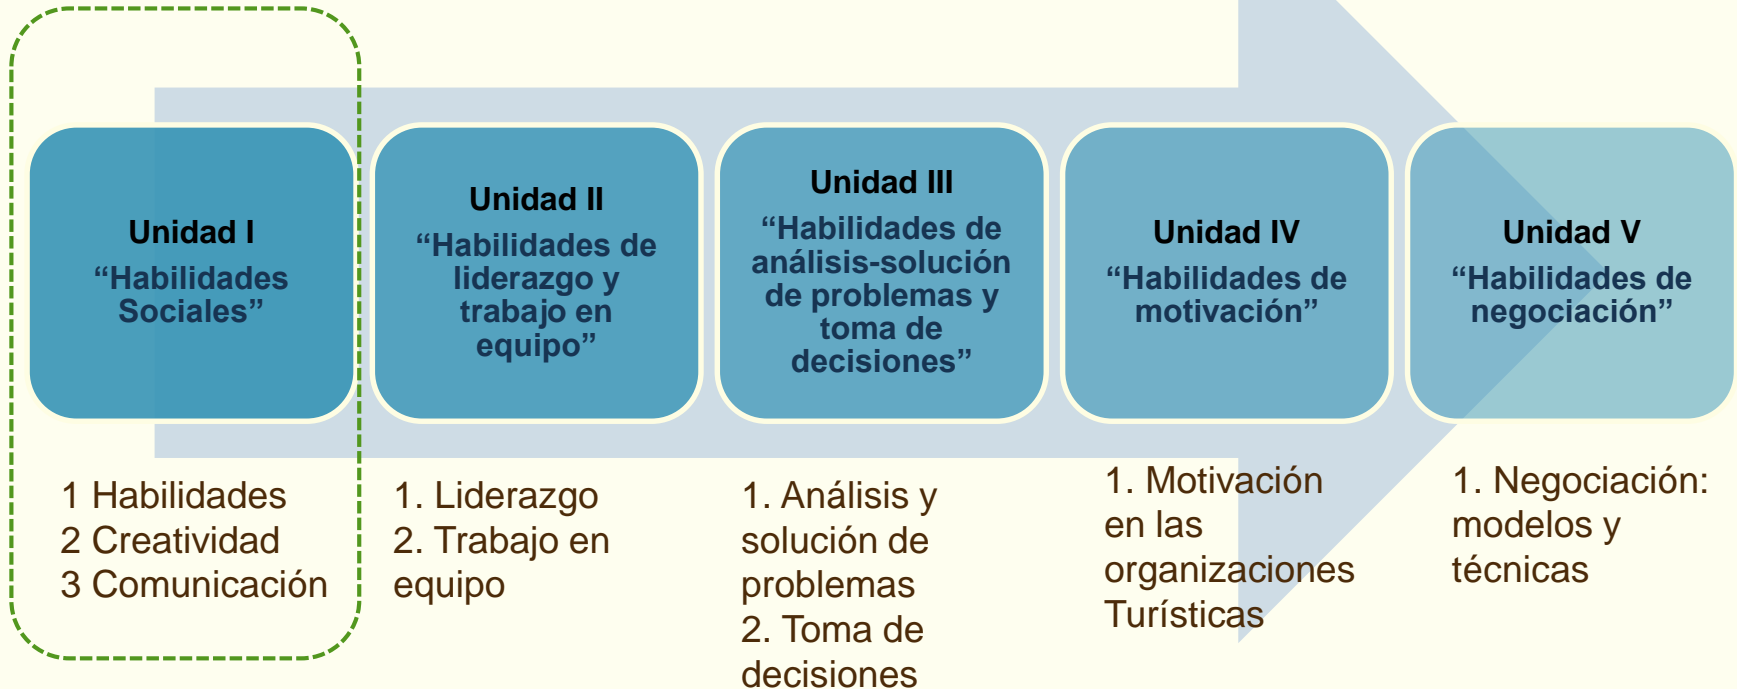 Unidad I
“Habilidades
Sociales”
Unidad II
“Habilidades de
liderazgo y
trabajo en
equipo”
Unidad III
“Habilidades de
análisis-solución
de problemas y
toma de
decisiones”
Unidad IV
“Habilidades de
motivación”
Unidad V
“Habilidades de
negociación”
1 Habilidades
2 Creatividad
3 Comunicación
1. Liderazgo
2. Trabajo en
equipo
1. Análisis y
solución de
problemas
2. Toma de
decisiones
1. Motivación
en las
organizaciones
Turísticas
1. Negociación:
modelos y
técnicas